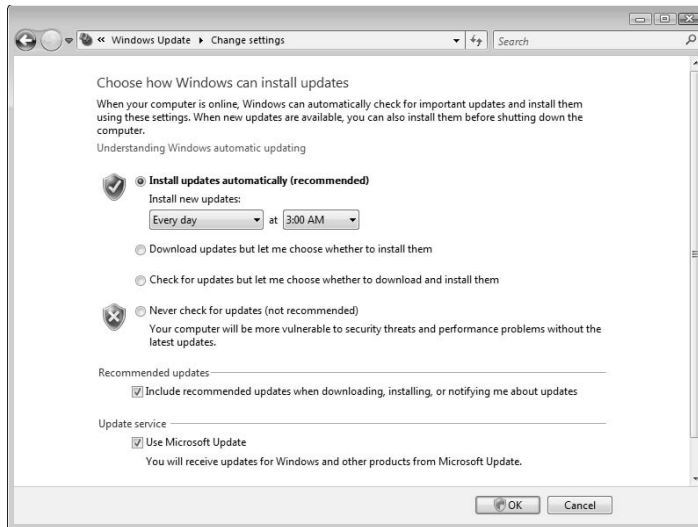 « Windows Update ▸ Change settings
Search
Choose how Windows can install updates
When your computer is online, Windows can automatically check for important updates and install them
using these settings. When new updates are available, you can also install them before shutting down the
computer.
Understanding Windows automatic updating
Install updates automatically (recommended)
Install new updates:
Every day at 3:00 AM
Download updates but let me choose whether to install them
Check for updates but let me choose whether to download and install them
Never check for updates (not recommended)
Your computer will be more vulnerable to security threats and performance problems without the
latest updates.
Recommended updates
Include recommended updates when downloading, installing, or notifying me about updates
Update service
Use Microsoft Update
You will receive updates for Windows and other products from Microsoft Update.
OK Cancel